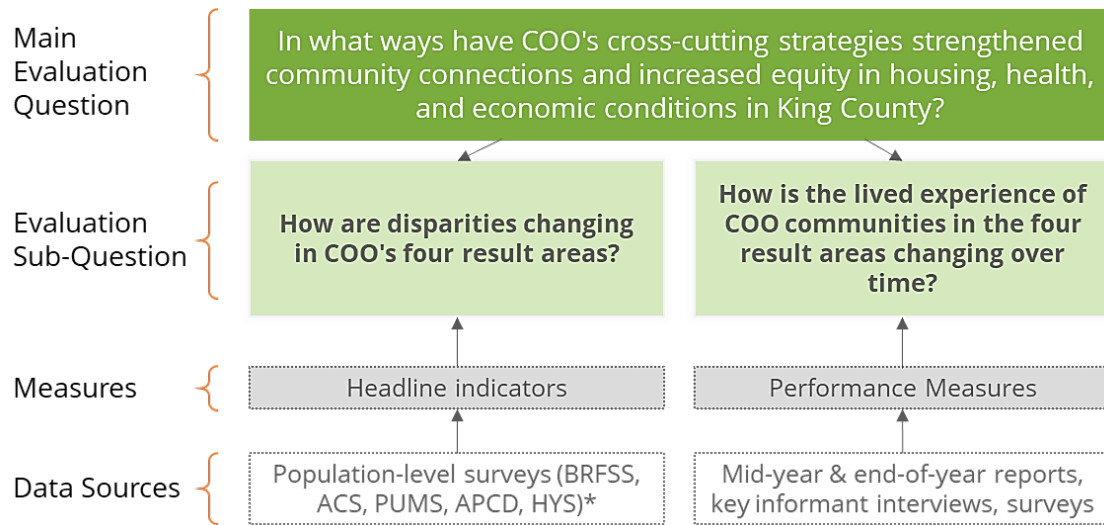 Main
Evaluation
Question
In what ways have COO's cross-cutting strategies strengthened
community connections and increased equity in housing, health,
and economic conditions in King County?
Evaluation
Sub-Question
How are disparities changing
in COO's four result areas?
How is the lived experience of
COO communities in the four
result areas changing over
time?
Measures
Headline indicators
Performance Measures
Data Sources
Population-level surveys (BRFSS,
ACS, PUMS, APCD, HYS)*
Mid-year & end-of-year reports,
key informant interviews, surveys